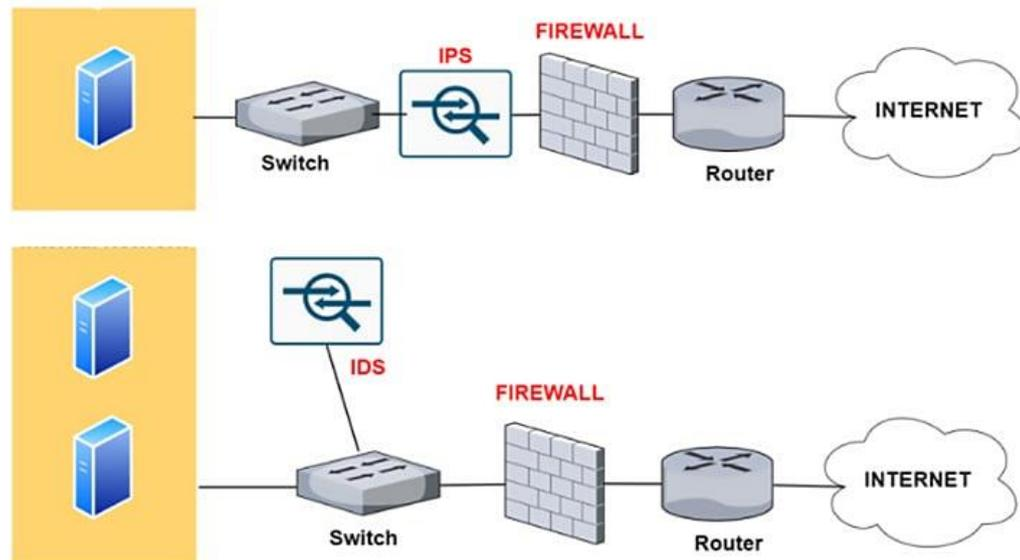 FIREWALL
IPS
INTERNET
Switch
Router
IDS
FIREWALL
INTERNET
Switch
Router